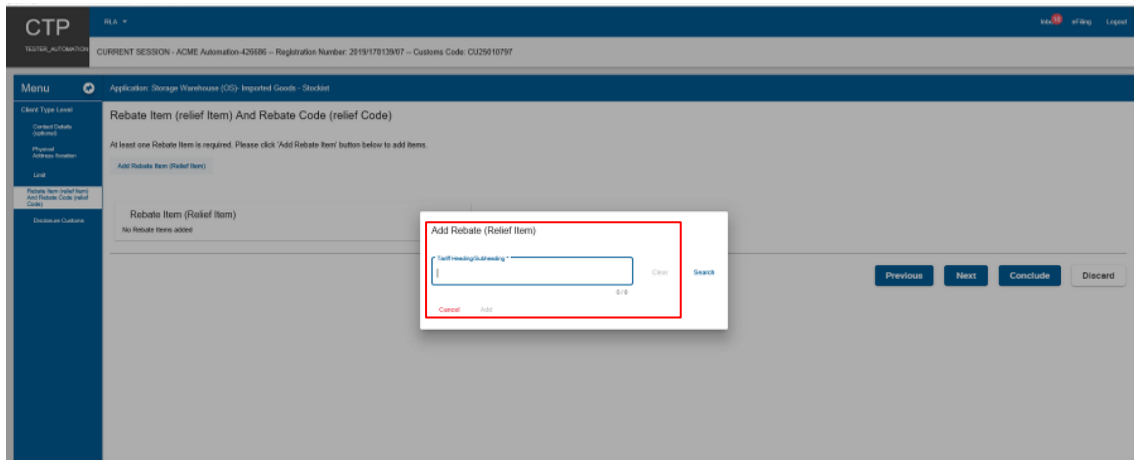 CTP
TESTER_AUTOMATION
RLA
Inbox 10 eFiling Logout
CURRENT SESSION - ACME Automation-426686 -- Registration Number: 2019/178139/07 -- Customs Code: CU25010797
Menu
Application: Storage Warehouse (OS)- Imported Goods - Stockist
Client Type Level
Contact Details
(optional)
Physical
Address /location
Limit
Rebate Item (relief Item)
And Rebate Code (relief
Code)
Disclosure Customs
Rebate Item (relief Item) And Rebate Code (relief Code)
At least one Rebate Item is required. Please click 'Add Rebate Item' button below to add items.
Add Rebate Item (Relief Item)
Rebate Item (Relief Item)
No Rebate Items added
Add Rebate (Relief Item)
Tariff Heading/Subheading *
Clear Search
0 / 8
Cancel Add
Previous Next Conclude Discard